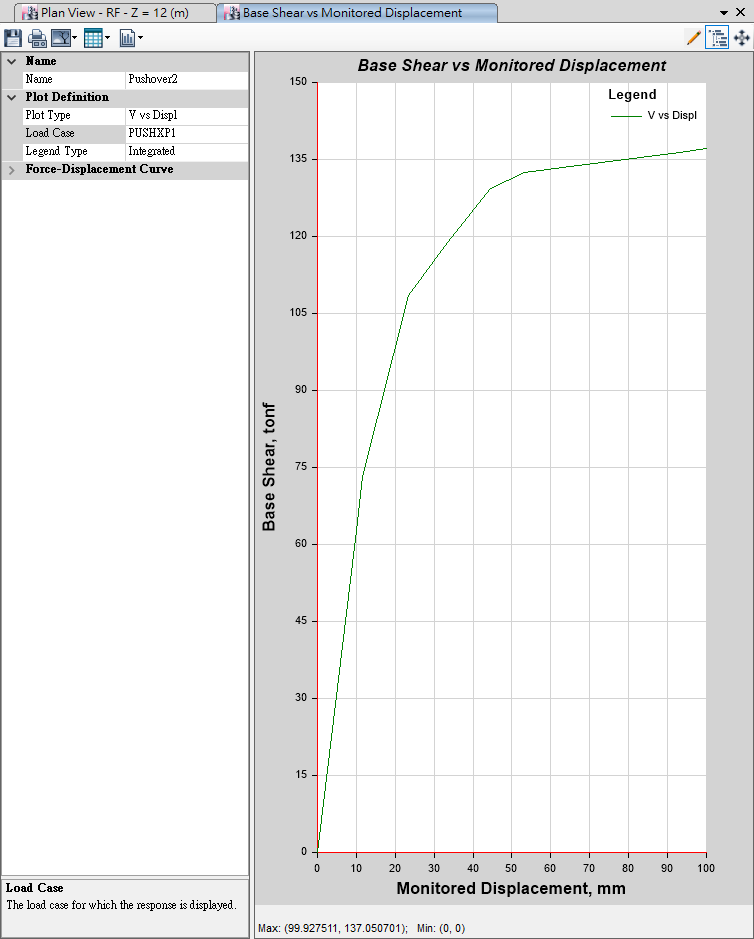 Plan View - RF - Z = 12 (m)
Base Shear vs Monitored Displacement
Name
Name Pushover2
Plot Definition
Plot Type V vs Displ
Load Case PUSHXP1
Legend Type Integrated
Force-Displacement Curve
Load Case
The load case for which the response is displayed.
Base Shear vs Monitored Displacement
Legend
V vs Displ
150
135
120
105
90
75
60
45
30
15
0
Base Shear, tonf
0 10 20 30 40 50 60 70 80 90 100
Monitored Displacement, mm
Max: (99.927511, 137.050701); Min: (0, 0)